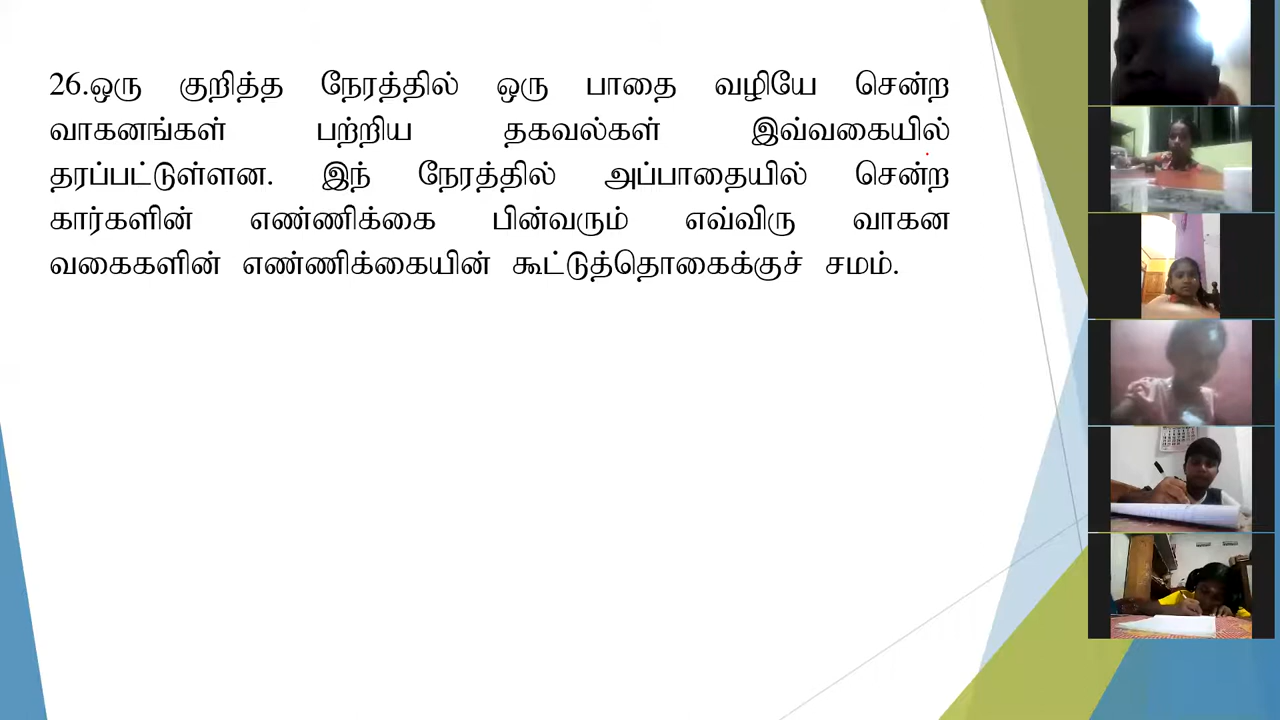 26.ஒரு குறித்த நேரத்தில் ஒரு பாதை வழியே சென்ற
வாகனங்கள் பற்றிய தகவல்கள் இவ்வகையில்
தரப்பட்டுள்ளன. இந் நேரத்தில் அப்பாதையில் சென்ற
கார்களின் எண்ணிக்கை பின்வரும் எவ்விரு வாகன
வகைகளின் எண்ணிக்கையின் கூட்டுத்தொகைக்குச் சமம்.